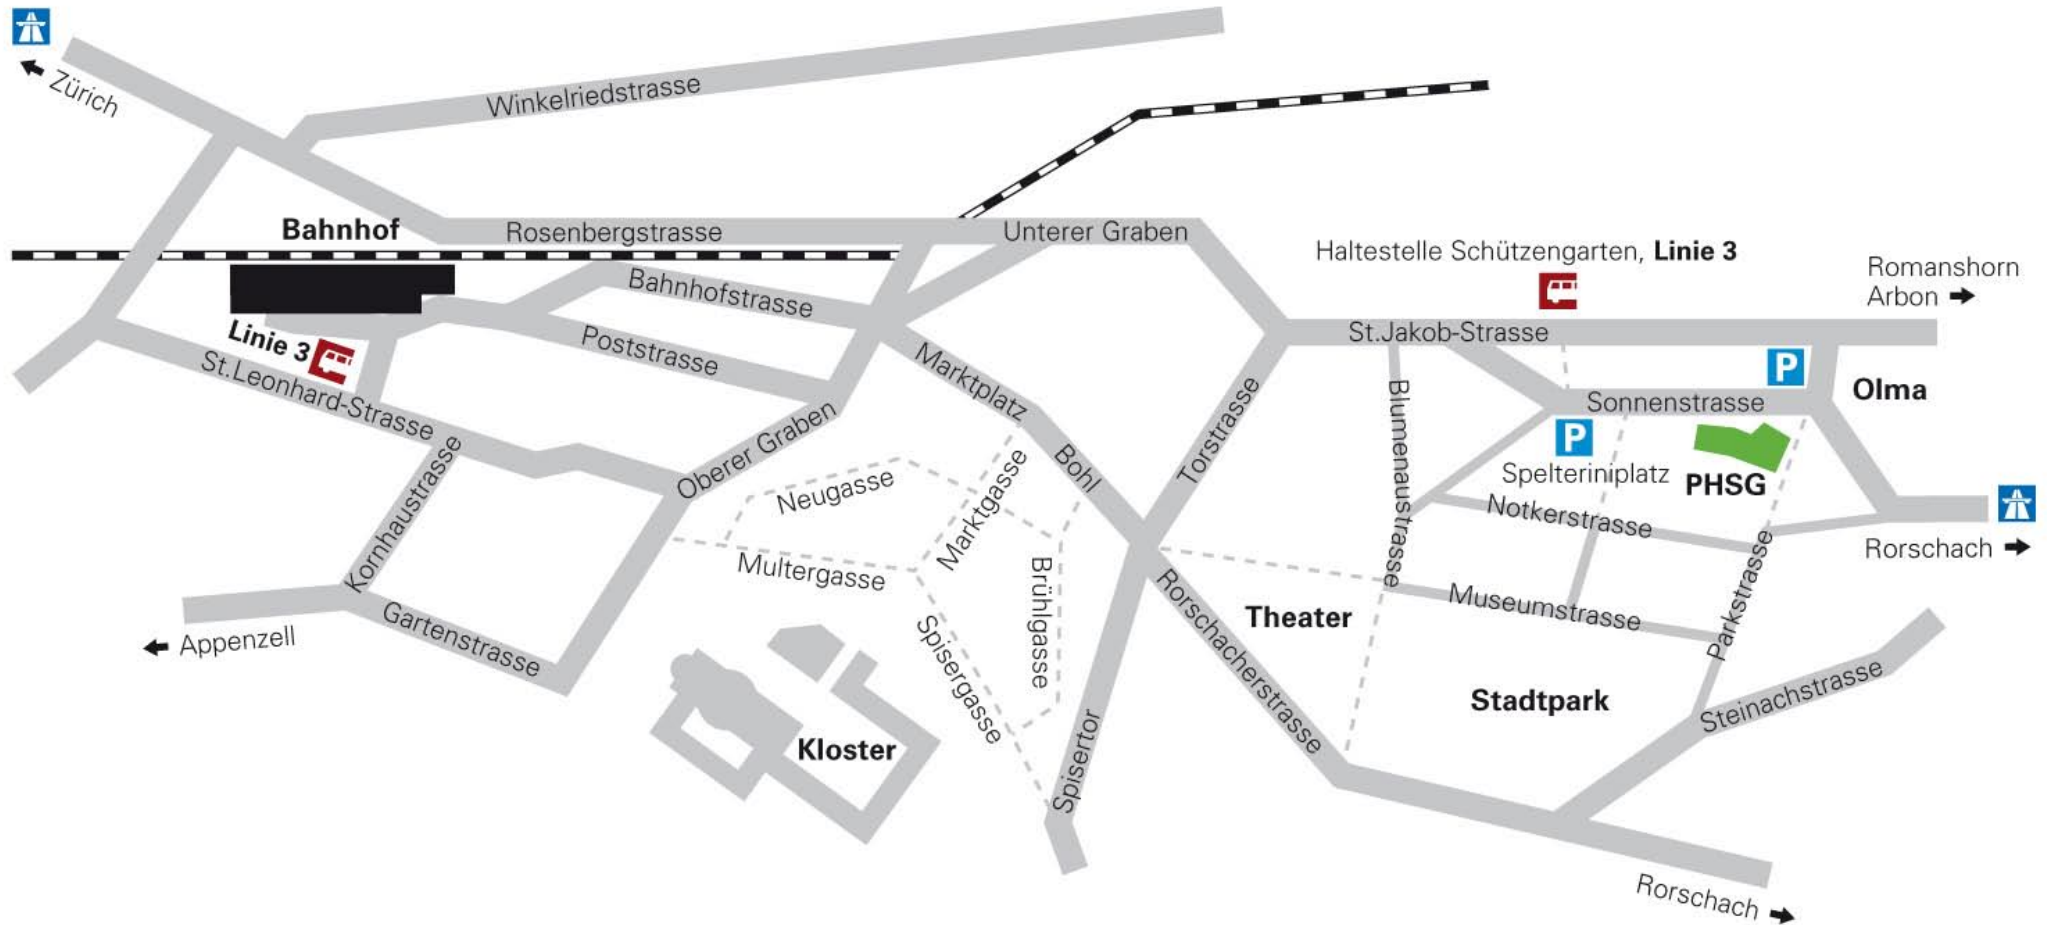 Zürich
Winkelriedstrasse
Bahnhof
Rosenbergstrasse
Unterer Graben
Haltestelle Schützengarten, Linie 3
Romanshorn
Arbon
Bahnhofstrasse
Linie 3
St.Leonhard-Strasse
Poststrasse
Marktplatz
St.Jakob-Strasse
P
Olma
Sonnenstrasse
Blumenaustrasse
Torstrasse
Oberer Graben
Bohl
P
Spelteriniplatz
PHSG
Kornhaustrasse
Neugasse
Marktgasse
Notkerstrasse
Rorschach
Multergasse
Brühlgasse
Rorschacherstrasse
Theater
Museumstrasse
Parkstrasse
Appenzell
Gartenstrasse
Spisergasse
Stadtpark
Steinachstrasse
Kloster
Spisertor
Rorschach